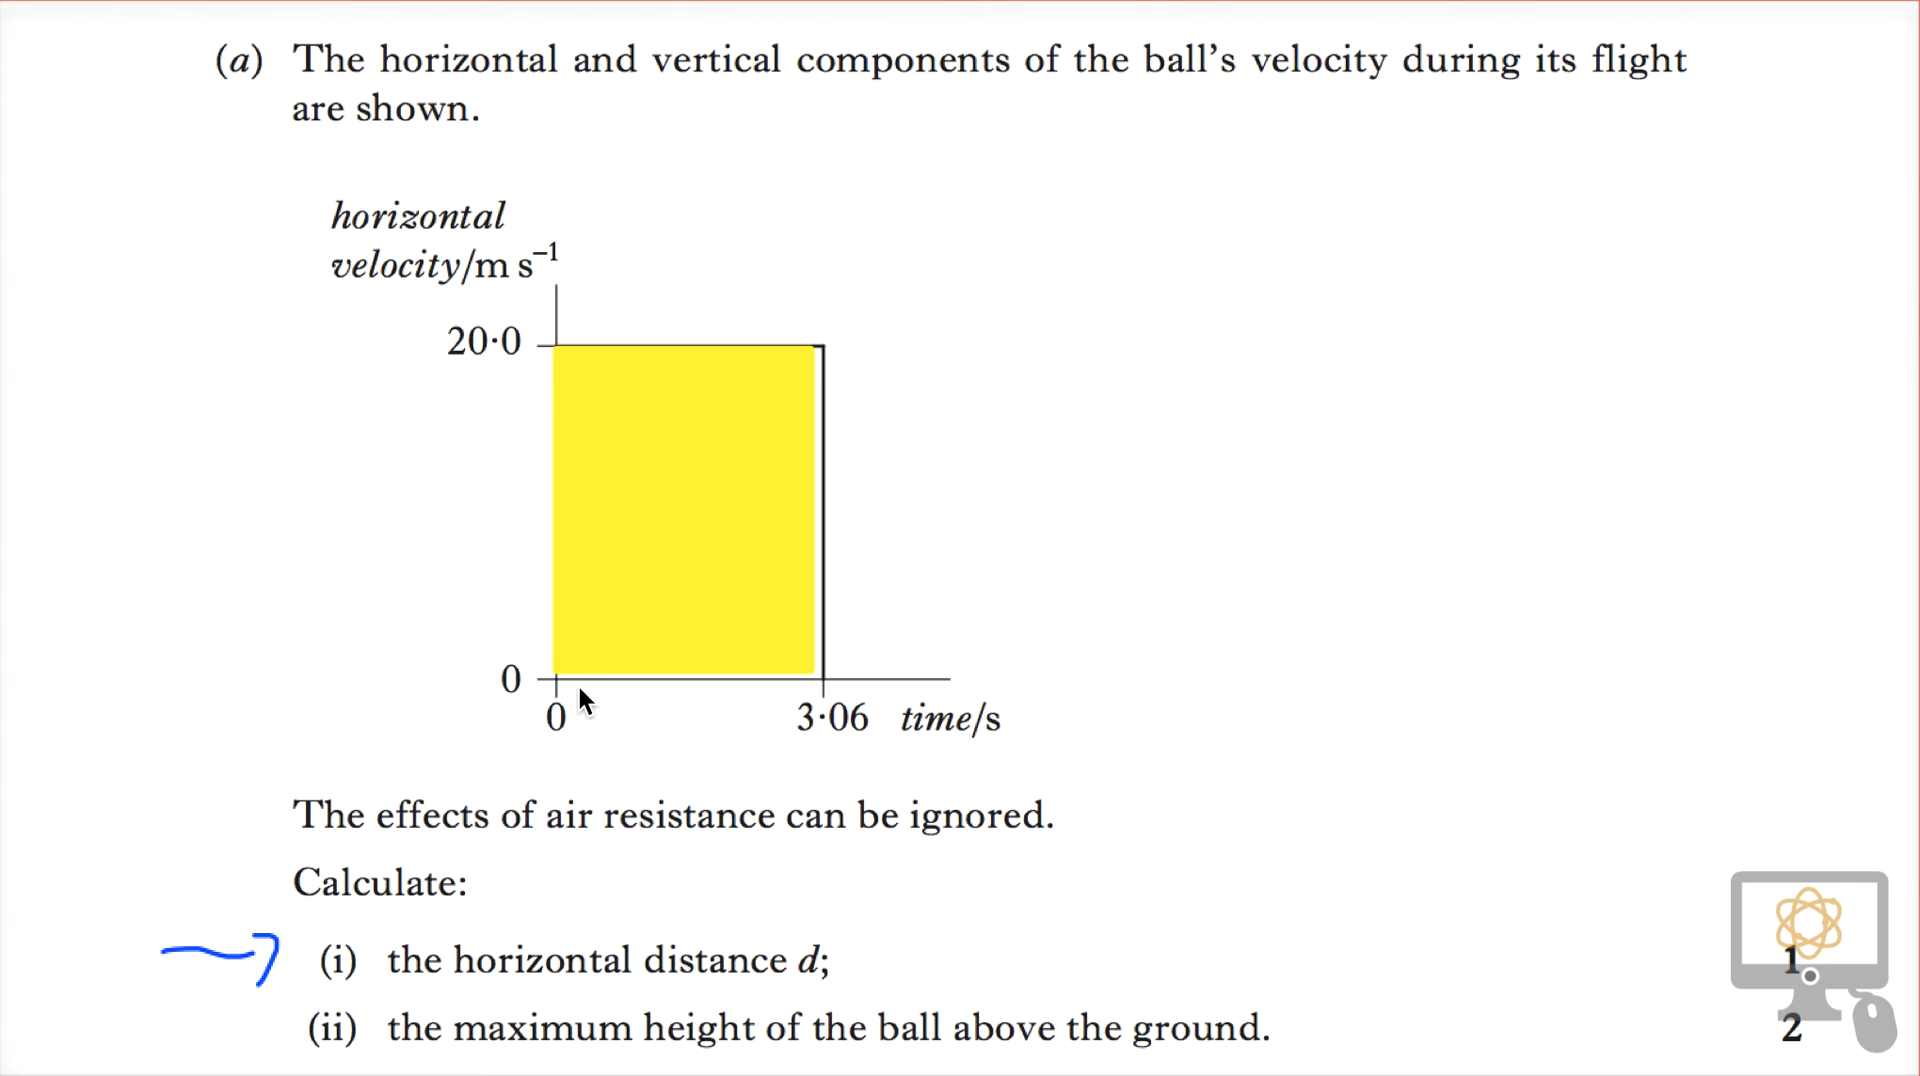 (a) The horizontal and vertical components of the ball’s velocity during its flight
are shown.
horizontal
velocity/m s⁻¹
20·0
0
0
3·06 time/s
The effects of air resistance can be ignored.
Calculate:
(i) the horizontal distance d; 1
(ii) the maximum height of the ball above the ground. 2